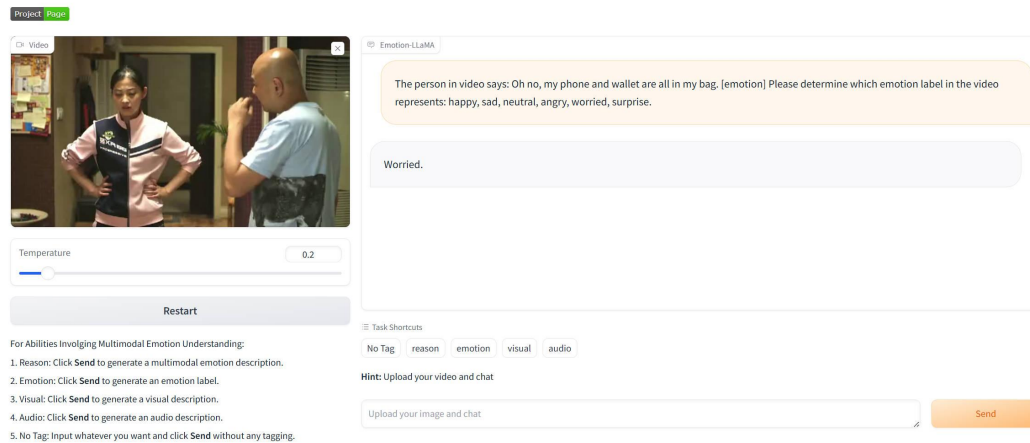 Project Page
Video
Emotion-LLaMA
The person in video says: Oh no, my phone and wallet are all in my bag. [emotion] Please determine which emotion label in the video
represents: happy, sad, neutral, angry, worried, surprise.
Worried.
Temperature
0.2
Restart
For Abilities Involging Multimodal Emotion Understanding:
1. Reason: Click Send to generate a multimodal emotion description.
2. Emotion: Click Send to generate an emotion label.
3. Visual: Click Send to generate a visual description.
4. Audio: Click Send to generate an audio description.
5. No Tag: Input whatever you want and click Send without any tagging.
Task Shortcuts
No Tag reason emotion visual audio
Hint: Upload your video and chat
Upload your image and chat
Send